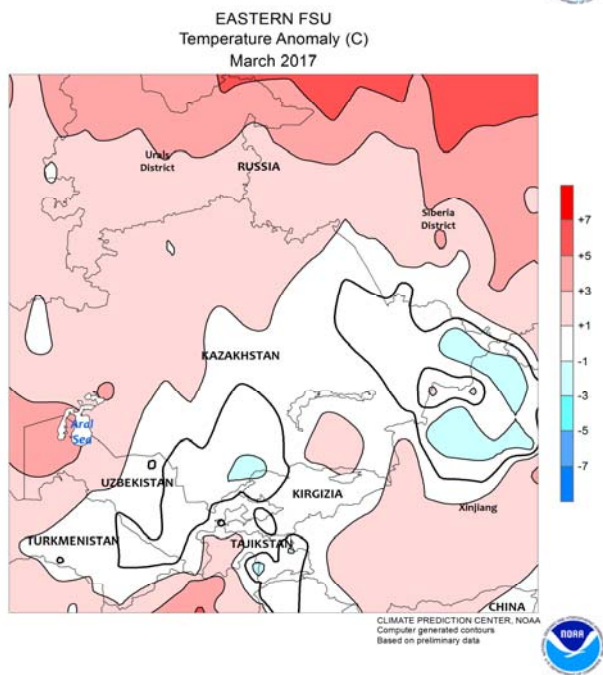 EASTERN FSU
Temperature Anomaly (C)
March 2017
Urals
District
RUSSIA
Siberia
District
KAZAKHSTAN
Aral
Sea
UZBEKISTAN
KIRGIZIA
Xinjiang
TURKMENISTAN
TAJIKSTAN
CHINA
+7
+5
+3
+1
-1
-3
-5
-7
CLIMATE PREDICTION CENTER, NOAA
Computer generated contours
Based on preliminary data
NOAA